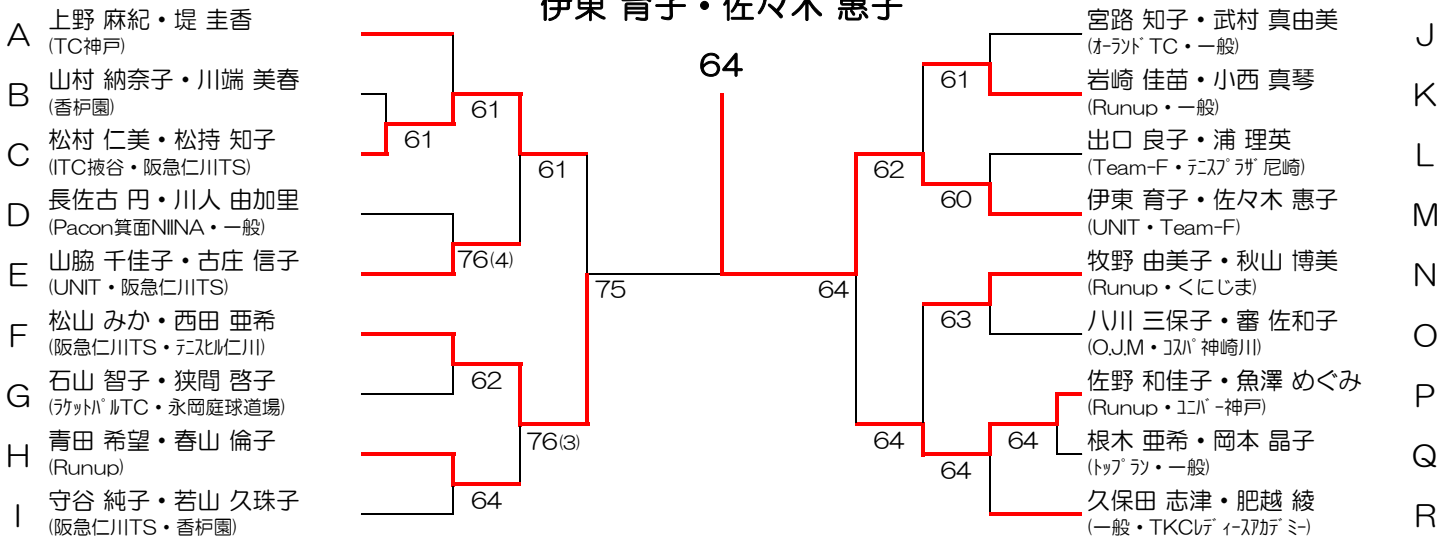 伊東 育子・佐々木 惠子
64
A
上野 麻紀・堤 圭香
(TC神戸)
B
山村 納奈子・川端 美春
(香枦園)
C
松村 仁美・松持 知子
(ITC掖谷・阪急仁川TS)
D
長佐古 円・川人 由加里
(Pacon箕面NIINA・一般)
E
山脇 千佳子・古庄 信子
(UNIT・阪急仁川TS)
F
松山 みか・西田 亜希
(阪急仁川TS・ﾃﾆｽﾋﾙ仁川)
G
石山 智子・狭間 啓子
(ﾗｹｯﾄﾊﾟﾙTC・永岡庭球道場)
H
青田 希望・春山 倫子
(Runup)
I
守谷 純子・若山 久珠子
(阪急仁川TS・香枦園)
61
61
76(4)
62
64
61
76(3)
75
64
62
64
61
60
63
64
64
宮路 知子・武村 真由美
(ｵｰﾗﾝﾄﾞTC・一般)
J
岩崎 佳苗・小西 真琴
(Runup・一般)
K
出口 良子・浦 理英
(Team-F・ﾃﾆｽﾌﾟﾗｻﾞ尼崎)
L
伊東 育子・佐々木 惠子
(UNIT・Team-F)
M
牧野 由美子・秋山 博美
(Runup・くにじま)
N
八川 三保子・審 佐和子
(O.J.M・ｺｽﾊﾟ神崎川)
O
佐野 和佳子・魚澤 めぐみ
(Runup・ﾕﾆﾊﾞｰ神戸)
P
根木 亜希・岡本 晶子
(ﾄｯﾌﾟﾗﾝ・一般)
Q
久保田 志津・肥越 綾
(一般・TKCﾚﾃﾞｨｰｽｱｶﾃﾞﾐｰ)
R